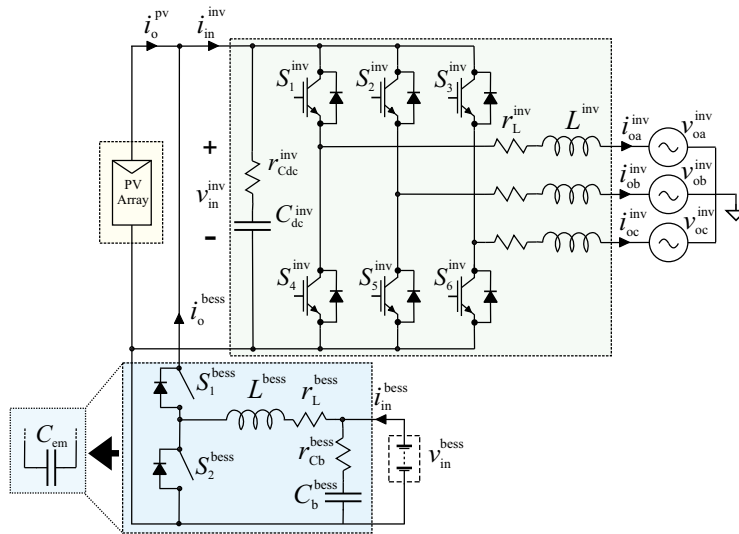 i_o^pv
i_in^inv
S_1^inv
S_2^inv
S_3^inv
r_L^inv
L^inv
i_oa^inv
v_oa^inv
+
r_Cdc^inv
PV
Array
v_in^inv
i_ob^inv
v_ob^inv
C_dc^inv
-
i_oc^inv
v_oc^inv
S_4^inv
S_5^inv
S_6^inv
i_o^bess
S_1^bess
L^bess
r_L^bess
i_in^bess
C_em
S_2^bess
r_Cb^bess
v_in^bess
C_b^bess